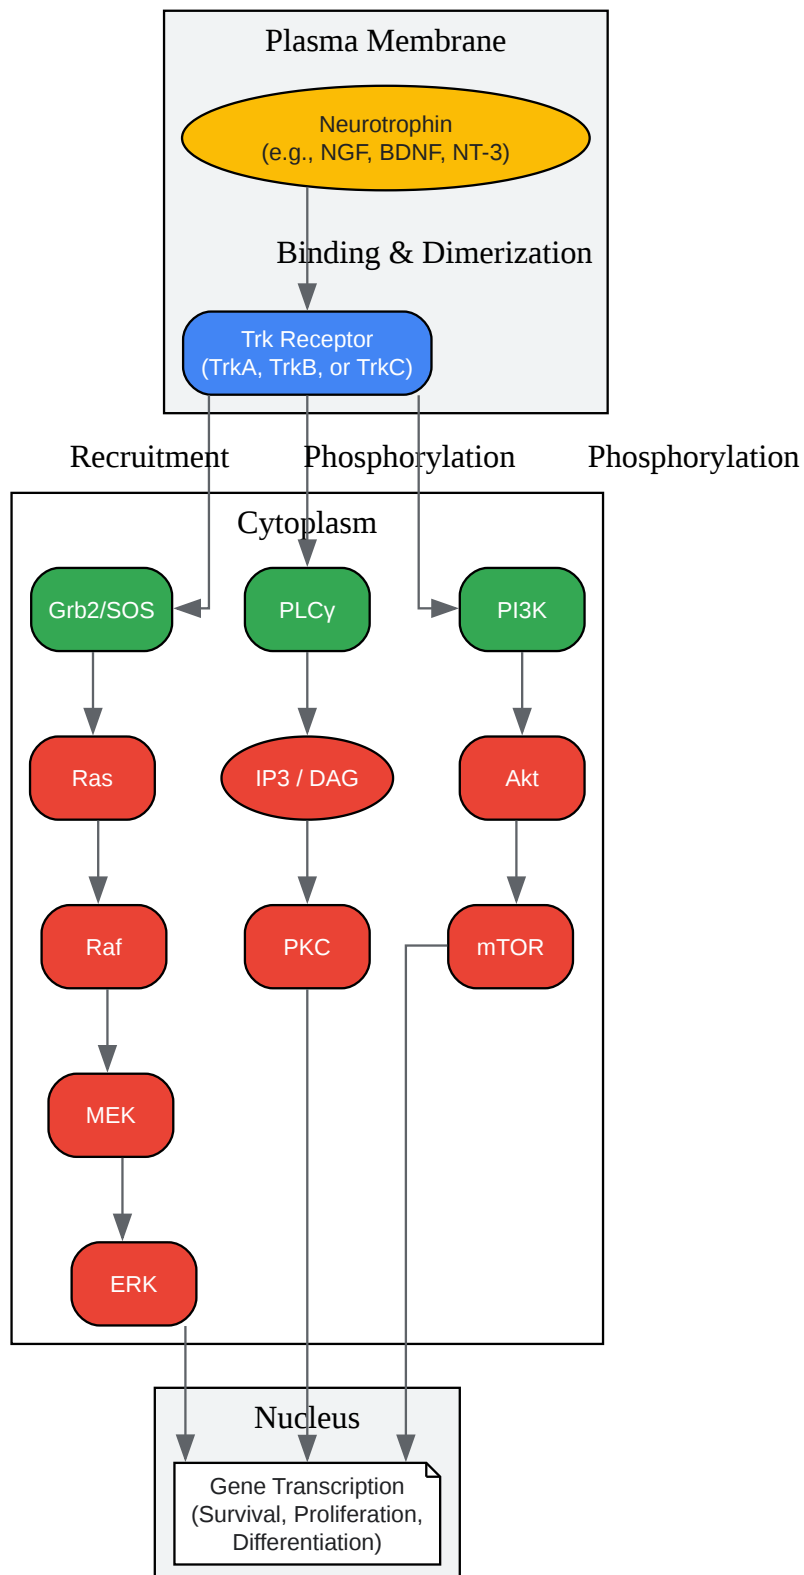 Plasma Membrane
Neurotrophin
(e.g., NGF, BDNF, NT-3)
Binding & Dimerization
Trk Receptor
(TrkA, TrkB, or TrkC)
Recruitment
Phosphorylation
Phosphorylation
Cytoplasm
Grb2/SOS
PLCγ
PI3K
Ras
IP3 / DAG
Akt
Raf
PKC
mTOR
MEK
ERK
Nucleus
Gene Transcription
(Survival, Proliferation,
Differentiation)